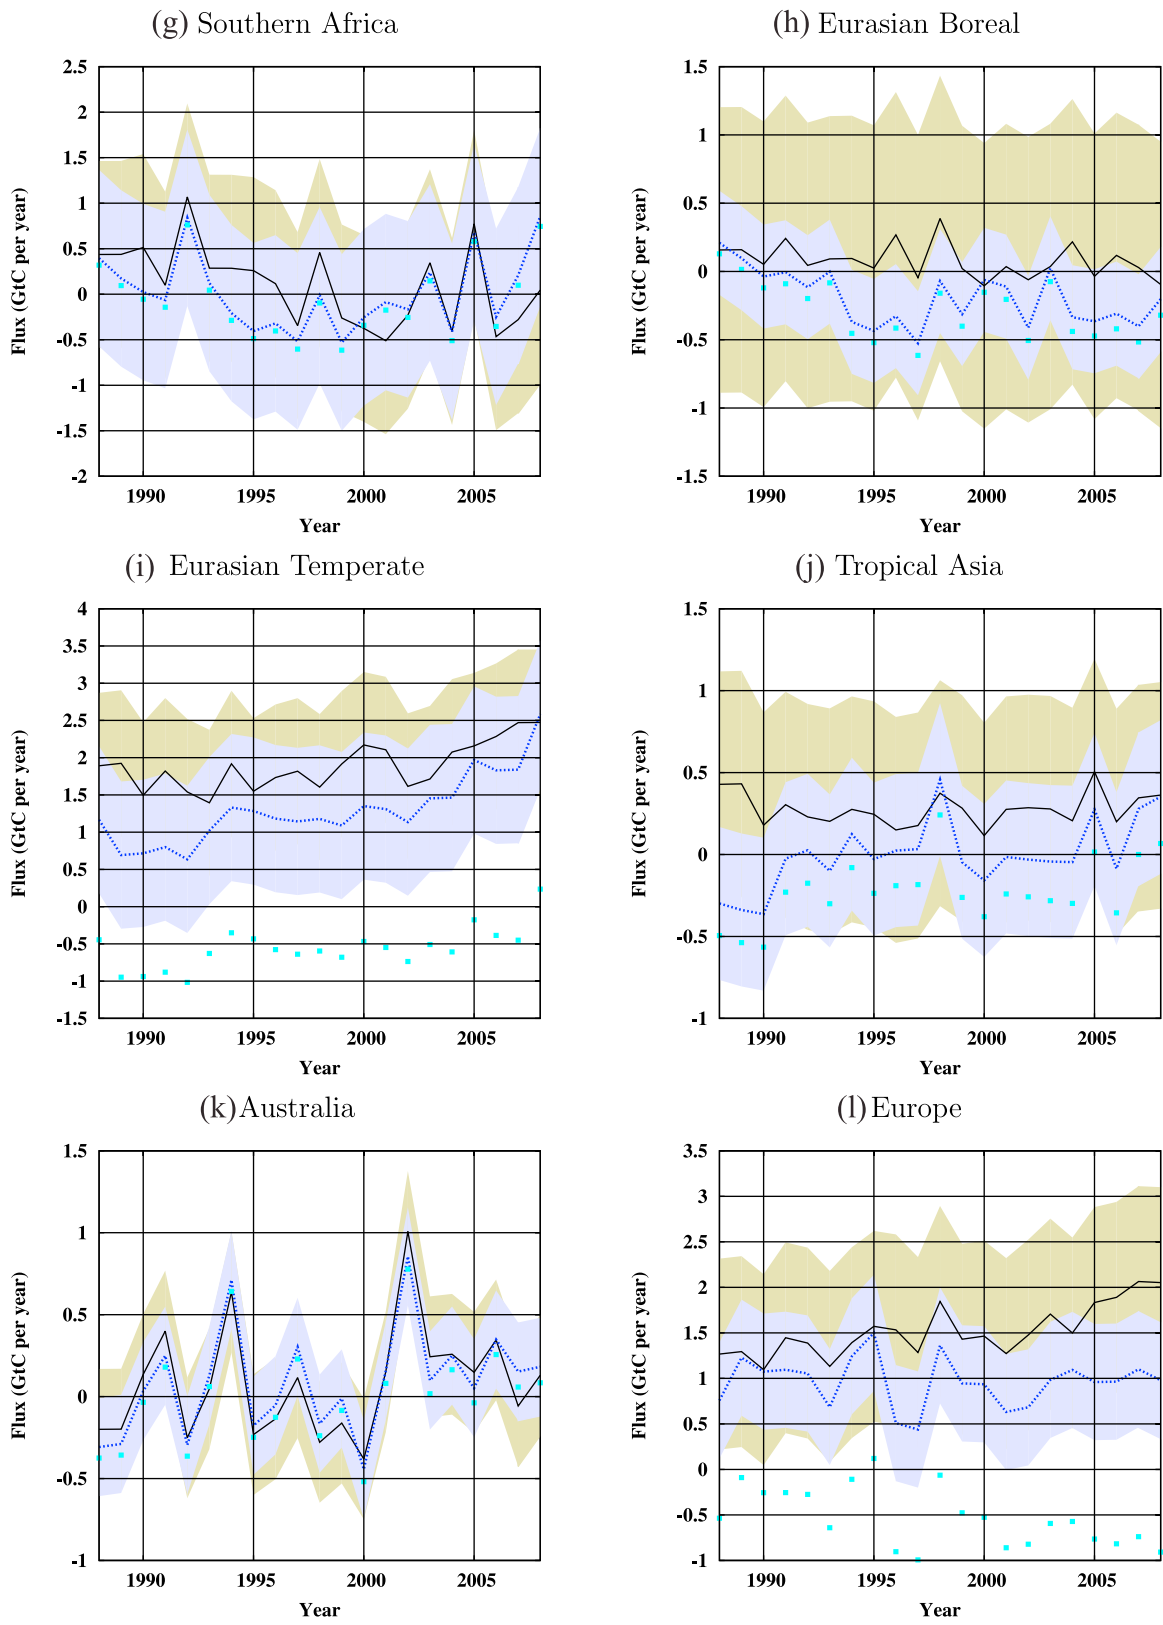 (g) Southern Africa
2.5
2
1.5
1
0.5
0
-0.5
-1
-1.5
-2
Flux (GtC per year)
1990 1995 2000 2005
Year
(h) Eurasian Boreal
1.5
1
0.5
0
-0.5
-1
-1.5
Flux (GtC per year)
1990 1995 2000 2005
Year
(i) Eurasian Temperate
4
3.5
3
2.5
2
1.5
1
0.5
0
-0.5
-1
-1.5
Flux (GtC per year)
1990 1995 2000 2005
Year
(j) Tropical Asia
1.5
1
0.5
0
-0.5
-1
Flux (GtC per year)
1990 1995 2000 2005
Year
(k) Australia
1.5
1
0.5
0
-0.5
-1
Flux (GtC per year)
1990 1995 2000 2005
Year
(l) Europe
3.5
3
2.5
2
1.5
1
0.5
0
-0.5
-1
Flux (GtC per year)
1990 1995 2000 2005
Year